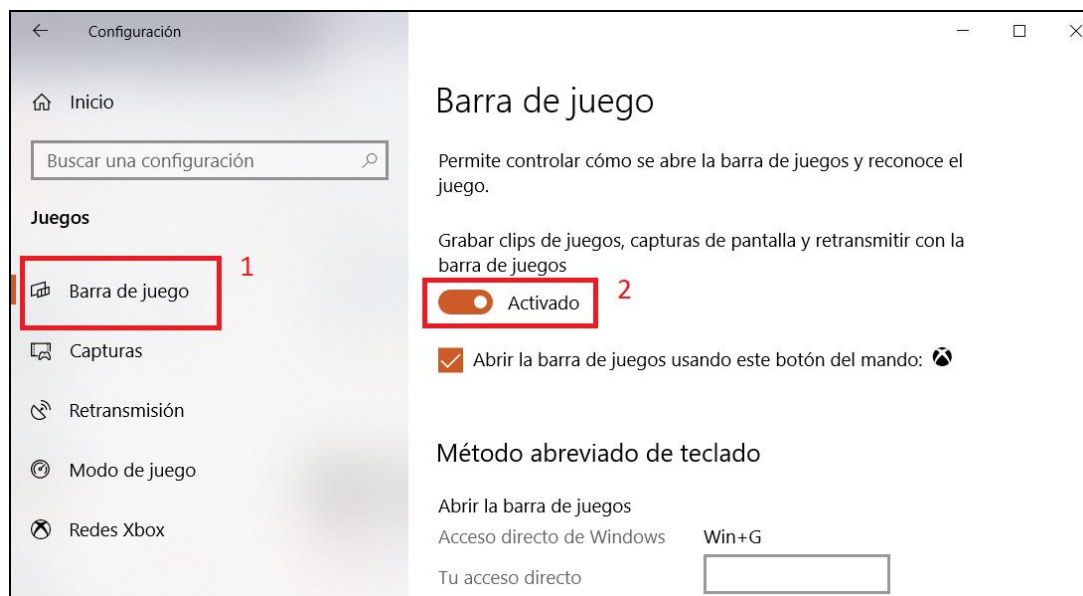 Configuración
Inicio
Buscar una configuración
Juegos
Barra de juego
1
Capturas
Retransmisión
Modo de juego
Redes Xbox
Barra de juego
Permite controlar cómo se abre la barra de juegos y reconoce el
juego.
Grabar clips de juegos, capturas de pantalla y retransmitir con la
barra de juegos
Activado
2
Abrir la barra de juegos usando este botón del mando:
Método abreviado de teclado
Abrir la barra de juegos
Acceso directo de Windows Win+G
Tu acceso directo